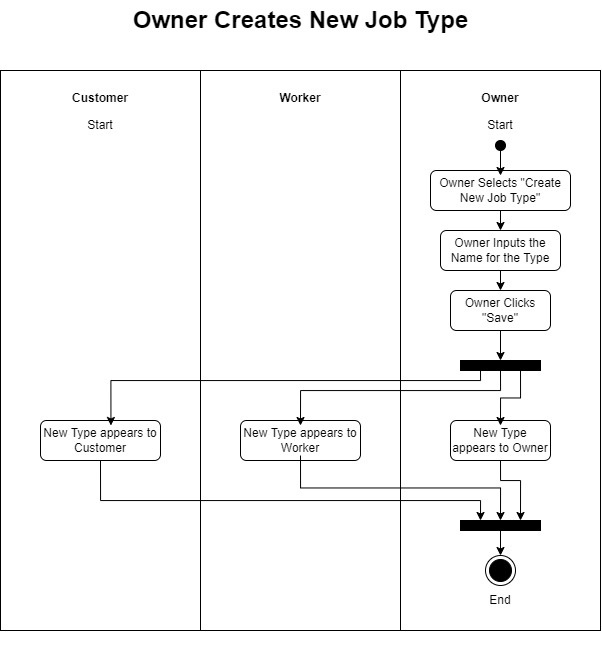 Owner Creates New Job Type
Customer
Worker
Owner
Start
Start
Owner Selects "Create
New Job Type"
Owner Inputs the
Name for the Type
Owner Clicks
"Save"
New Type appears to
Customer
New Type appears to
Worker
New Type
appears to Owner
End